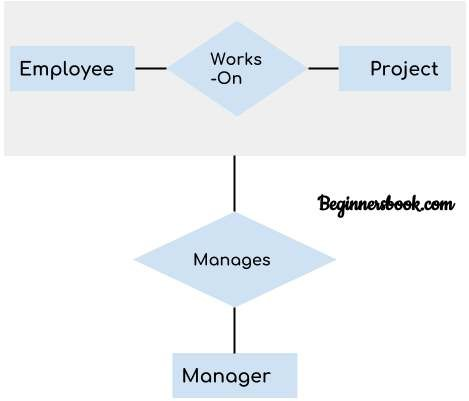 Employee
Works
-On
Project
Beginnersbook.com
Manages
Manager